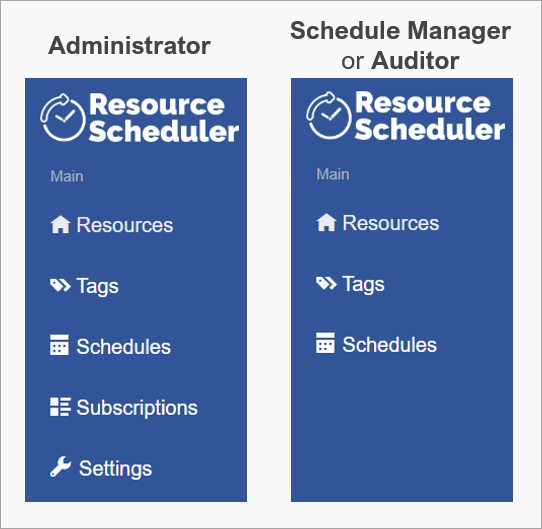 Administrator
Resource
Scheduler
Main
Resources
Tags
Schedules
Subscriptions
Settings
Schedule Manager
or Auditor
Resource
Scheduler
Main
Resources
Tags
Schedules